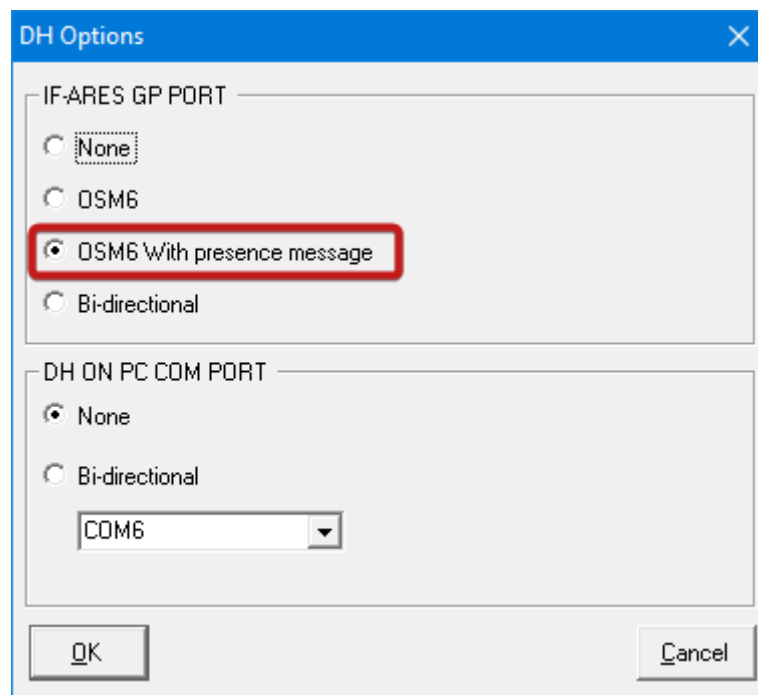 DH Options
IF-ARES GP PORT
None
OSM6
OSM6 With presence message
Bi-directional
DH ON PC COM PORT
None
Bi-directional
COM6
OK
Cancel